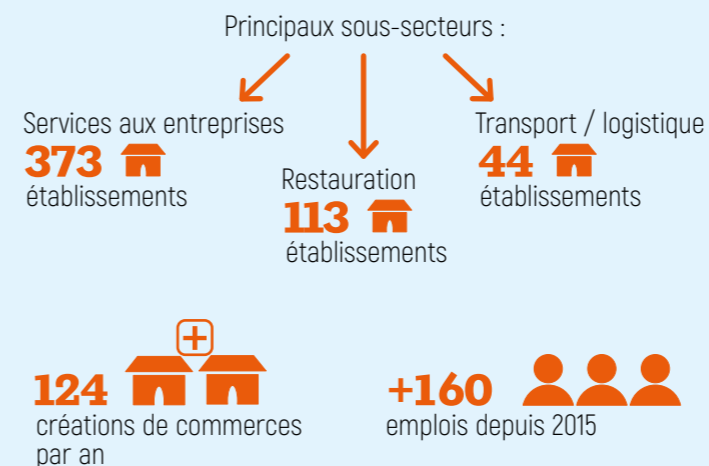 Principaux sous-secteurs :
Services aux entreprises
373
établissements
Restauration
113
établissements
Transport / logistique
44
établissements
124
créations de commerces
par an
+160
emplois depuis 2015